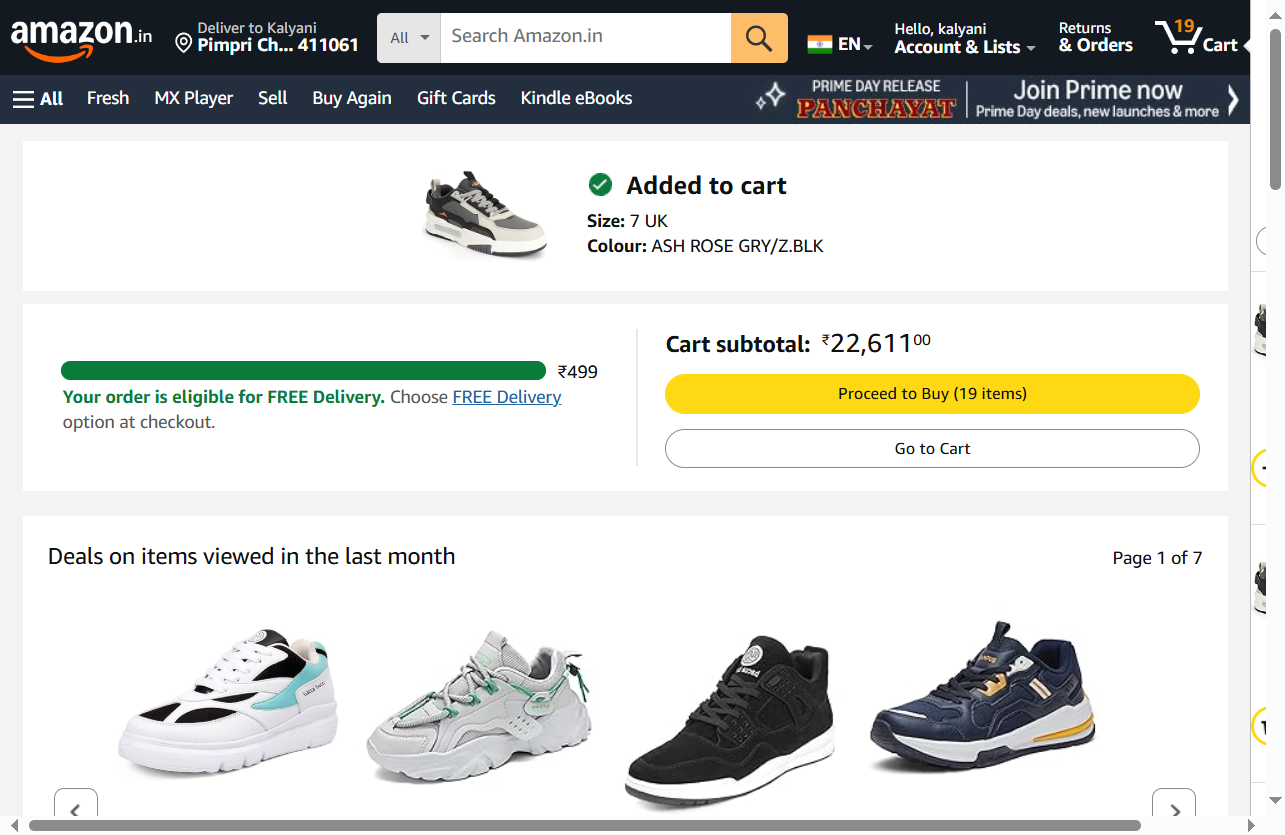 amazon.in
Deliver to Kalyani
Pimpri Ch... 411061
All
Search Amazon.in
EN
Hello, kalyani
Account & Lists
Returns
& Orders
19
Cart
All
Fresh
MX Player
Sell
Buy Again
Gift Cards
Kindle eBooks
PRIME DAY RELEASE
PANCHAYAT
Join Prime now
Prime Day deals, new launches & more
Added to cart
Size: 7 UK
Colour: ASH ROSE GRY/Z.BLK
₹499
Your order is eligible for FREE Delivery. Choose FREE Delivery
option at checkout.
Cart subtotal: ₹22,61100
Proceed to Buy (19 items)
Go to Cart
Deals on items viewed in the last month
Page 1 of 7